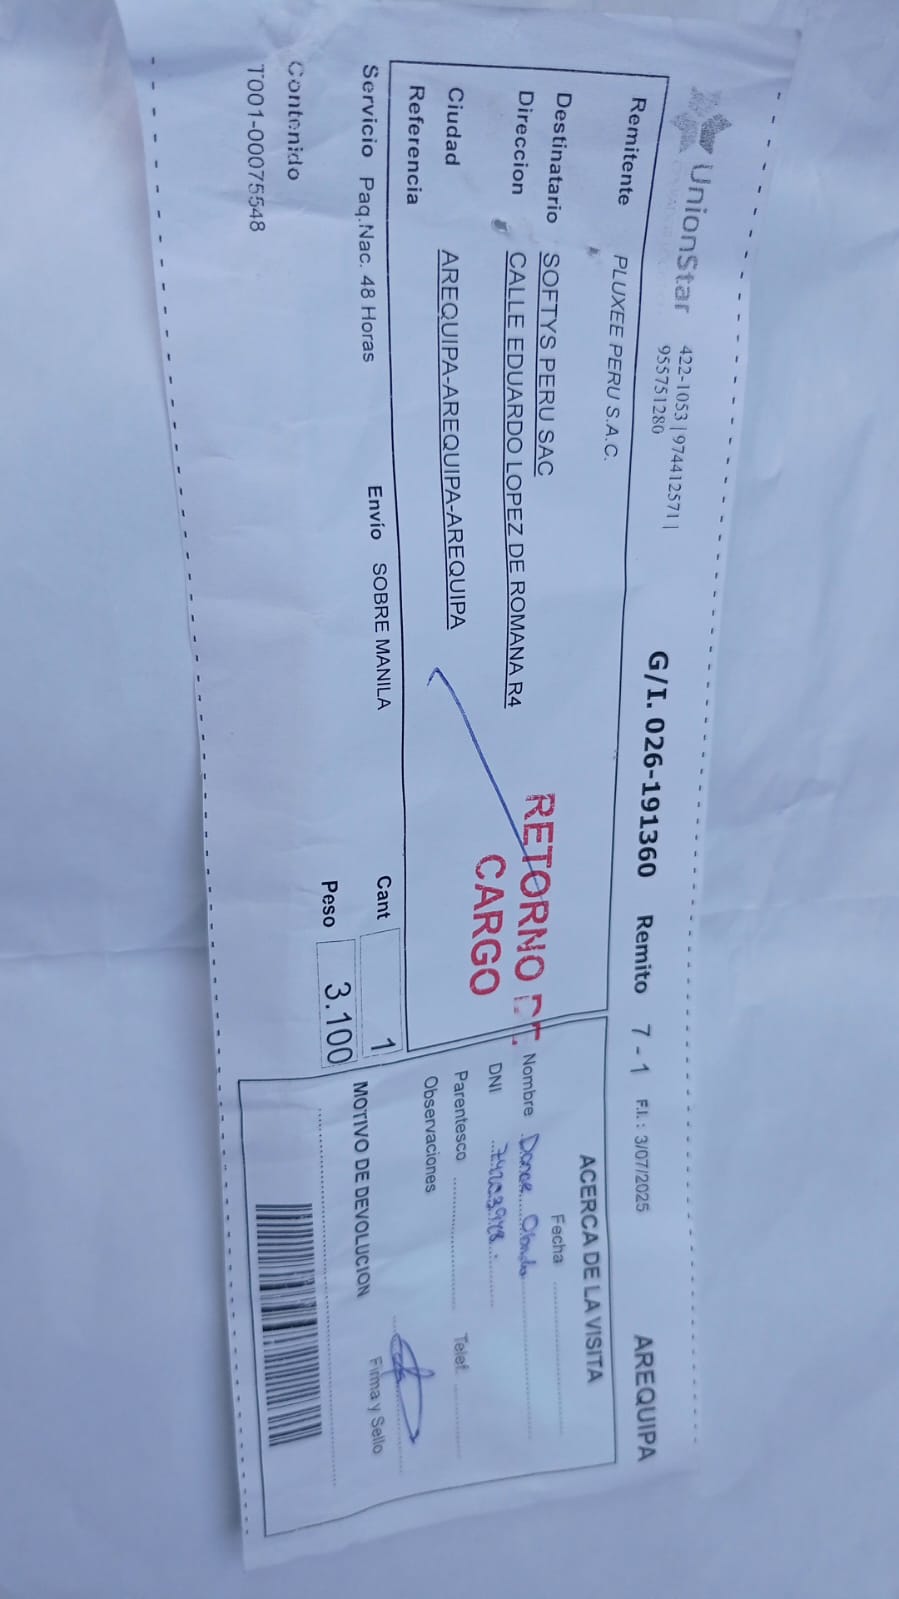 UnionStar 422-1053 | 974412571 | G/I. 026-191360 Remito 7 - 1 F.I.: 3/07/2025 AREQUIPA
955751280
Remitente PLUXEE PERU S.A.C.
Destinatario SOFTYS PERU SAC
Direccion CALLE EDUARDO LOPEZ DE ROMANA R4
Ciudad AREQUIPA-AREQUIPA-AREQUIPA
Referencia
RETORNO DE
CARGO
Servicio Paq.Nac. 48 Horas Envío SOBRE MANILA Cant 1
Peso 3.100
Contenido
T001-00075548
ACERCA DE LA VISITA
Fecha
Nombre
DNI
Parentesco Telef.
Observaciones
Firma y Sello
MOTIVO DE DEVOLUCION